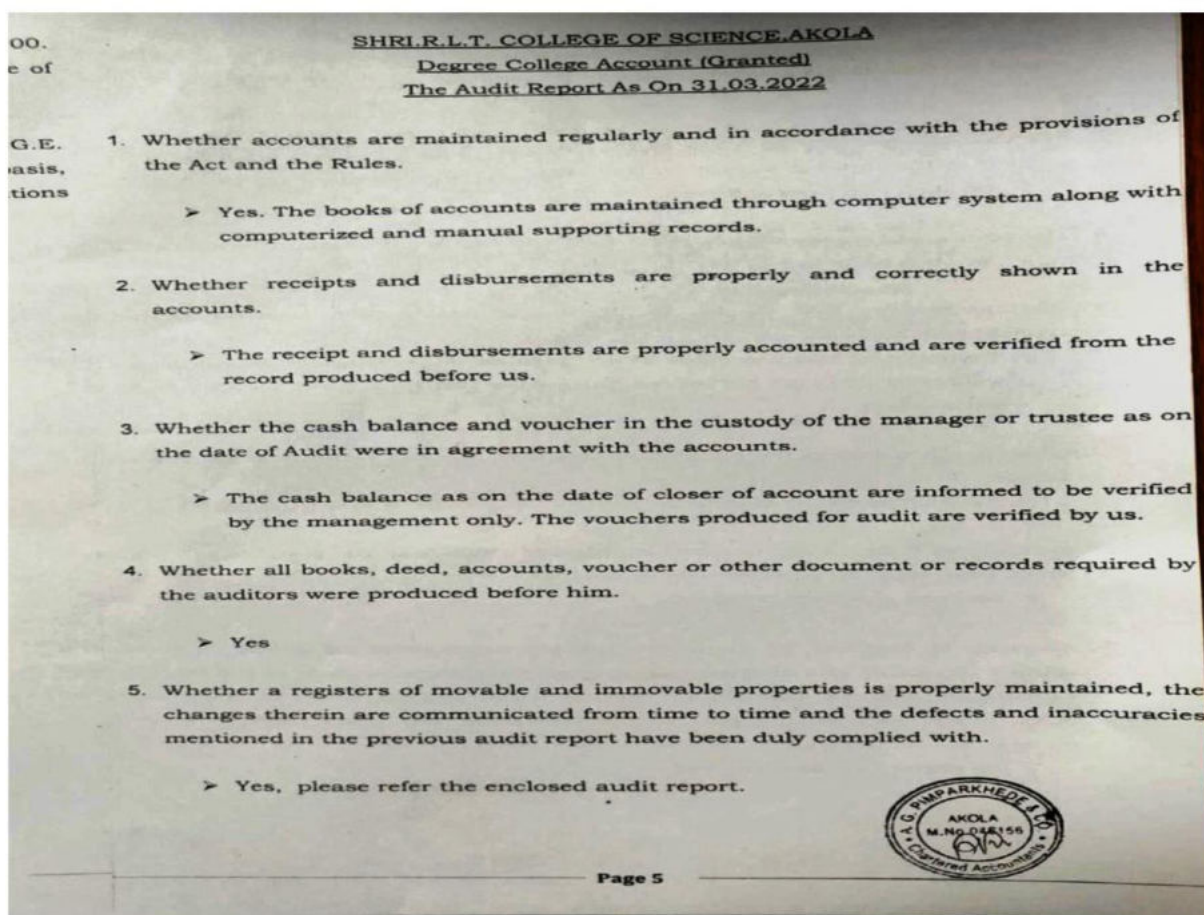 OO.
e of
G.E.
asis,
tions
SHRI.R.L.T. COLLEGE OF SCIENCE,AKOLA
Degree College Account (Granted)
The Audit Report As On 31.03.2022
1. Whether accounts are maintained regularly and in accordance with the provisions of
the Act and the Rules.
➢ Yes. The books of accounts are maintained through computer system along with
computerized and manual supporting records.
2. Whether receipts and disbursements are properly and correctly shown in the
accounts.
➢ The receipt and disbursements are properly accounted and are verified from the
record produced before us.
3. Whether the cash balance and voucher in the custody of the manager or trustee as on
the date of Audit were in agreement with the accounts.
➢ The cash balance as on the date of closer of account are informed to be verified
by the management only. The vouchers produced for audit are verified by us.
4. Whether all books, deed, accounts, voucher or other document or records required by
the auditors were produced before him.
➢ Yes
5. Whether a registers of movable and immovable properties is properly maintained, the
changes therein are communicated from time to time and the defects and inaccuracies
mentioned in the previous audit report have been duly complied with.
➢ Yes, please refer the enclosed audit report.
A. G. PIMPARKHEDE & CO.
AKOLA
M.No.
Chartered Accountants
Page 5